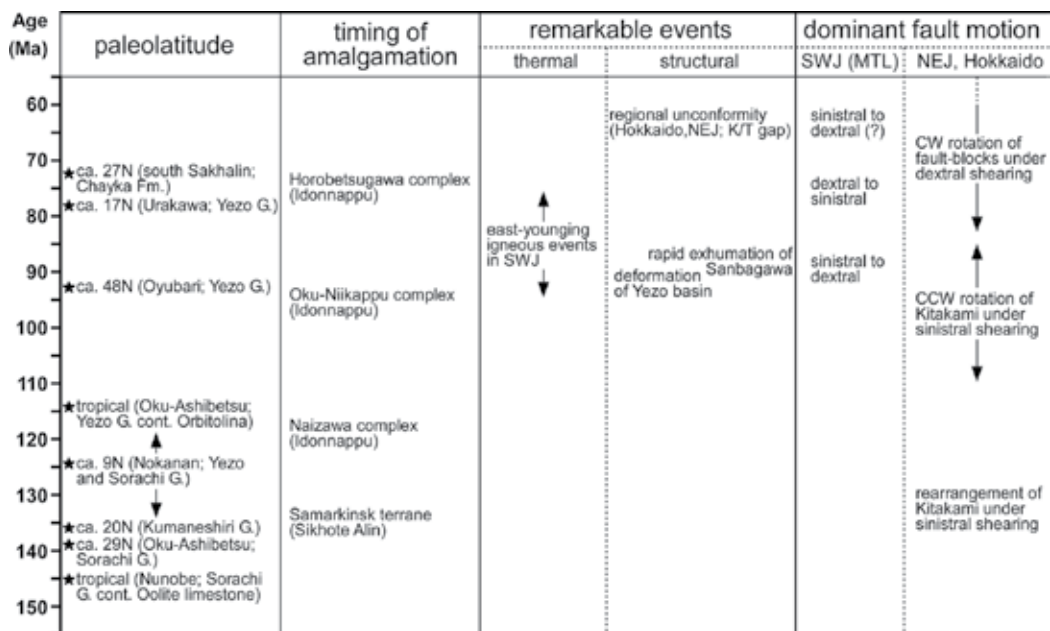 Age
(Ma)
paleolatitude
timing of
amalgamation
remarkable events
thermal
structural
dominant fault motion
SWJ (MTL)
NEJ, Hokkaido
60
70
80
90
100
110
120
130
140
150
★ca. 27N (south Sakhalin;
Chayka Fm.)
★ca. 17N (Urakawa; Yezo G.)
★ca. 48N (Oyubari; Yezo G.)
★tropical (Oku-Ashibetsu;
Yezo G. cont. Orbitolina)
★ca. 9N (Nokanan; Yezo
and Sorachi G.)
★ca. 20N (Kumaneshiri G.)
★ca. 29N (Oku-Ashibetsu;
Sorachi G.)
★tropical (Nunobe; Sorachi
G. cont. Oolite limestone)
Horobetsugawa complex
(Idonnappu)
Oku-Niikappu complex
(Idonnappu)
Naizawa complex
(Idonnappu)
Samarkinsk terrane
(Sikhote Alin)
east-younging
igneous events
in SWJ
regional unconformity
(Hokkaido,NEJ; K/T gap)
rapid exhumation of
Sanbagawa
deformation
of Yezo basin
sinistral to
dextral (?)
dextral to
sinistral
sinistral to
dextral
CW rotation of
fault-blocks under
dextral shearing
CCW rotation of
Kitakami under
sinistral shearing
rearrangement of
Kitakami under
sinistral shearing